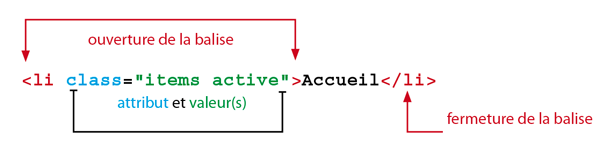 ouverture de la balise
<li class="items active">Accueil</li>
attribut et valeur(s)
fermeture de la balise